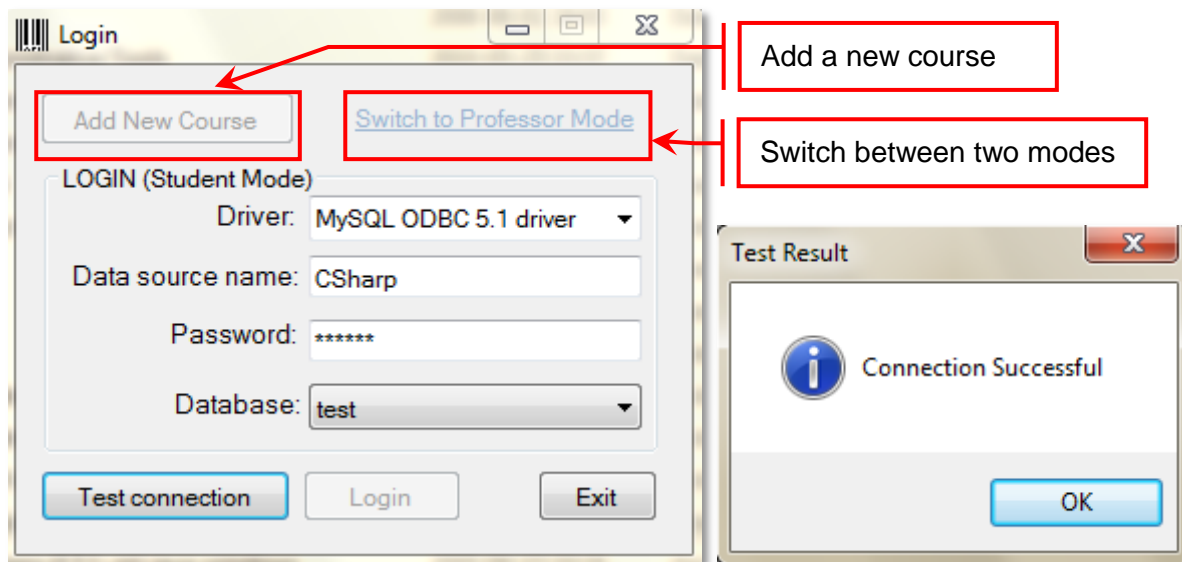 Login
Add a new course
Add New Course
Switch to Professor Mode
Switch between two modes
LOGIN (Student Mode)
Driver: MySQL ODBC 5.1 driver
Data source name: CSharp
Password: ******
Database: test
Test connection
Login
Exit
Test Result
Connection Successful
OK